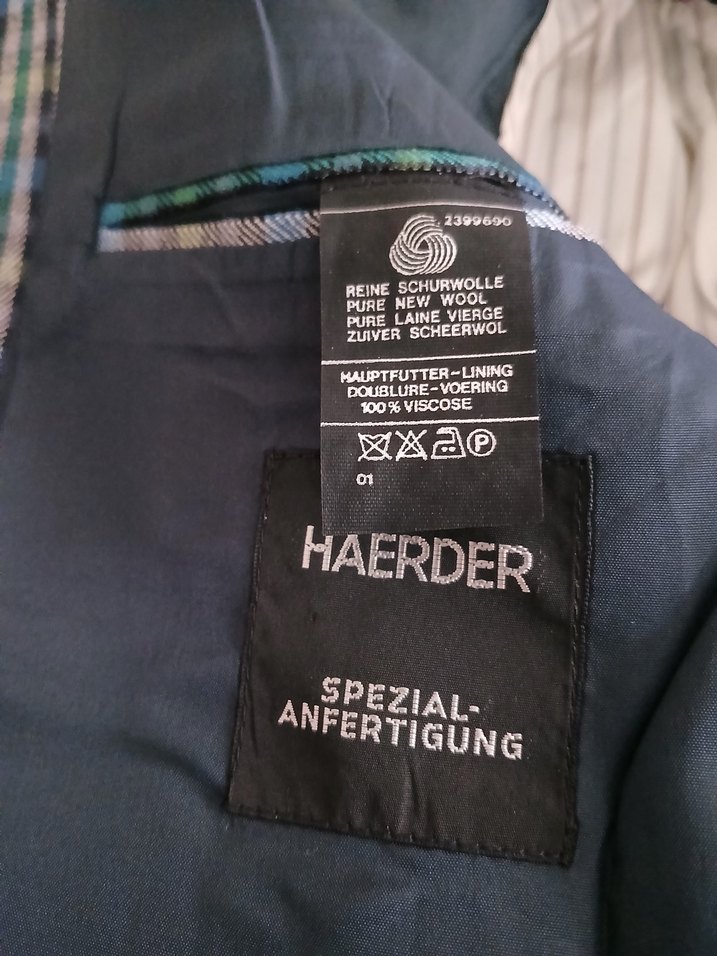 2399690
REINE SCHURWOLLE
PURE NEW WOOL
PURE LAINE VIERGE
ZUIVER SCHEERWOL
HAUPTFUTTER-LINING
DOUBLURE-VOERING
100% VISCOSE
P
01
HAERDER
SPEZIAL-
ANFERTIGUNG